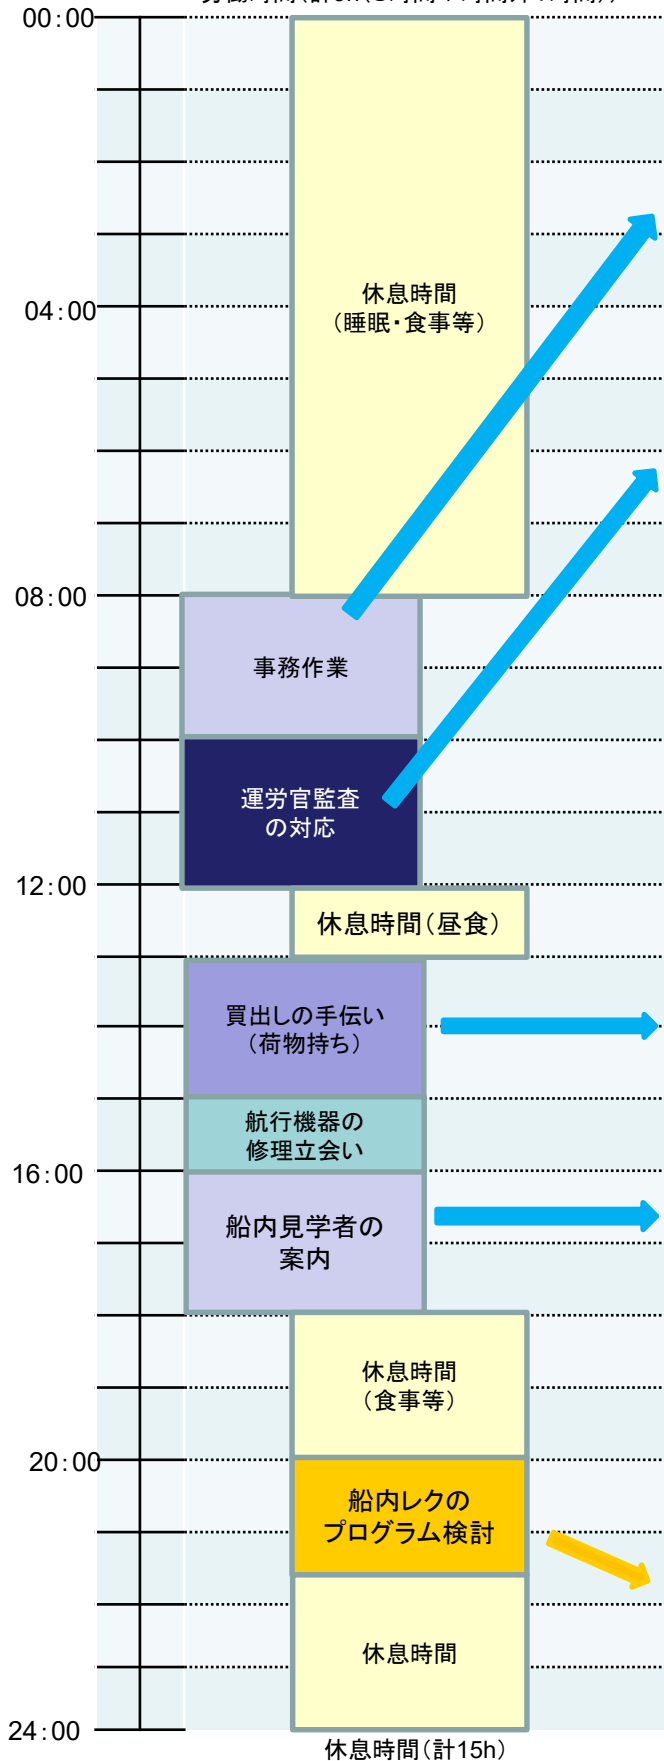 00:00
休息時間
（睡眠・食事等）
04:00
08:00
事務作業
運労官監査
の対応
12:00
休息時間（昼食）
買出しの手伝い
（荷物持ち）
航行機器の
修理立会い
16:00
船内見学者の
案内
休息時間
（食事等）
20:00
船内レクの
プログラム検討
休息時間
24:00
休息時間（計15h）